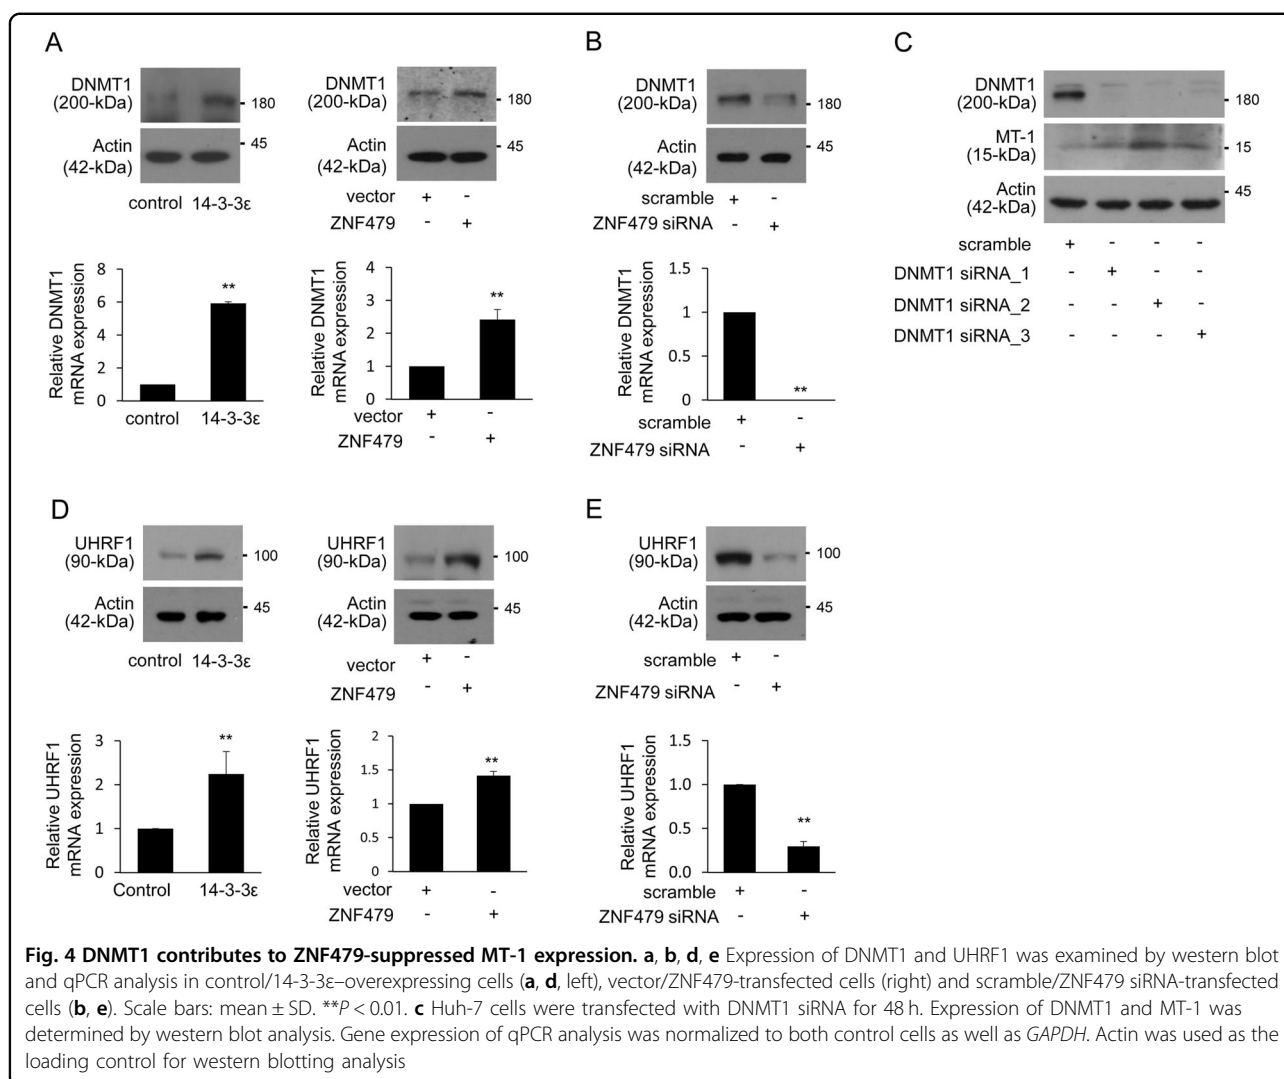 A
DNMT1
(200-kDa)
- 180
Actin
(42-kDa)
45
-
control 14-3-3ε
DNMT1
(200-kDa)
- 180
Actin
(42-kDa)
- 45
vector + -
ZNF479 - +
Relative DNMT1
mRNA expression
8
6
4
2
0
**
control 14-3-3ε
Relative DNMT1
mRNA expression
4
3
2
1
0
**
vector + -
ZNF479 - +
B
DNMT1
(200-kDa)
- 180
Actin
(42-kDa)
- 45
scramble + -
ZNF479 siRNA - +
Relative DNMT1
mRNA expression
1.5
1
0.5
0
**
scramble + -
ZNF479 siRNA - +
C
DNMT1
(200-kDa)
- 180
MT-1
(15-kDa)
- 15
Actin
(42-kDa)
- 45
scramble + - - -
DNMT1 siRNA_1 - + - -
DNMT1 siRNA_2 - - + -
DNMT1 siRNA_3 - - - +
D
UHRF1
(90-kDa)
- 100
Actin
(42-kDa)
- 45
control 14-3-3ε
UHRF1
(90-kDa)
- 100
Actin
(42-kDa)
- 45
vector + -
ZNF479 - +
Relative UHRF1
mRNA expression
3
2
1
0
**
Control 14-3-3ε
Relative UHRF1
mRNA expression
2
1.5
1
0.5
0
**
vector + -
ZNF479 - +
E
UHRF1
(90-kDa)
- 100
Actin
(42-kDa)
- 45
scramble + -
ZNF479 siRNA - +
Relative UHRF1
mRNA expression
1.5
1.0
0.5
0.0
**
scramble + -
ZNF479 siRNA - +
Fig. 4 DNMT1 contributes to ZNF479-suppressed MT-1 expression. a, b, d, e Expression of DNMT1 and UHRF1 was examined by western blot
and qPCR analysis in control/14-3-3ε–overexpressing cells (a, d, left), vector/ZNF479-transfected cells (right) and scramble/ZNF479 siRNA-transfected
cells (b, e). Scale bars: mean ± SD. **P < 0.01. c Huh-7 cells were transfected with DNMT1 siRNA for 48 h. Expression of DNMT1 and MT-1 was
determined by western blot analysis. Gene expression of qPCR analysis was normalized to both control cells as well as GAPDH. Actin was used as the
loading control for western blotting analysis